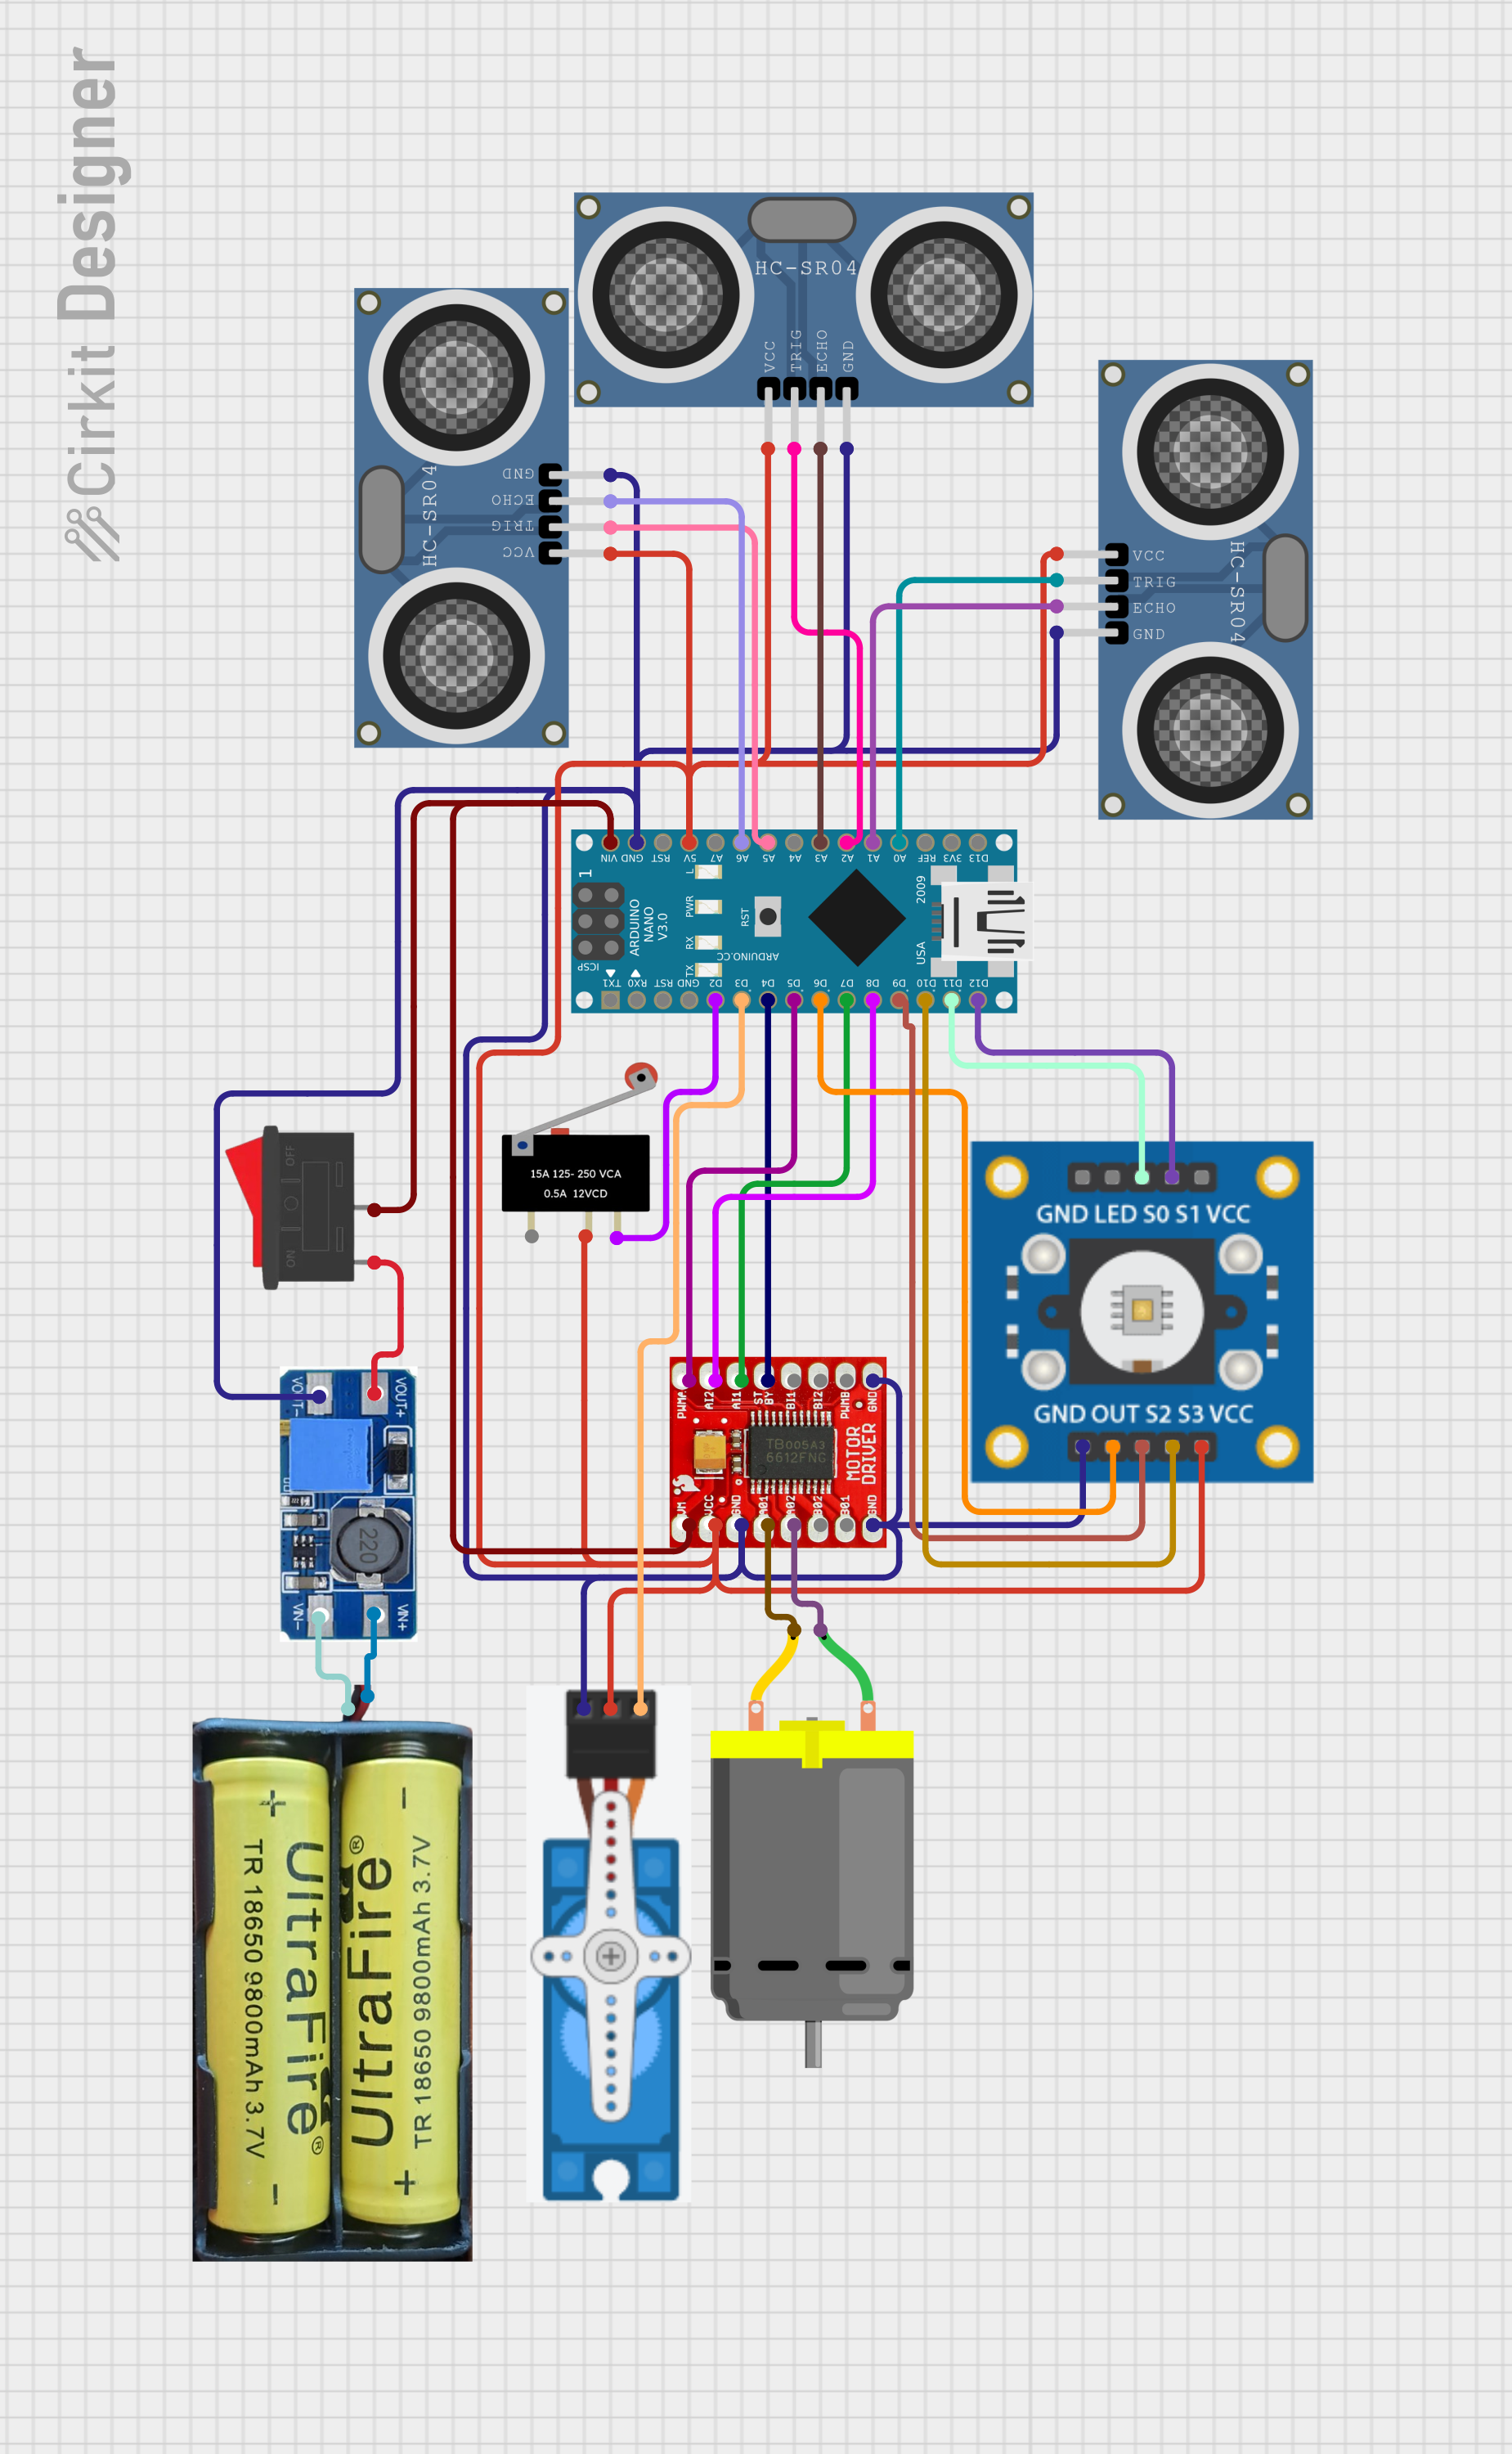 Cirkit Designer
HC-SR04
VCC
TRIG
ECHO
GND
HC-SR04
GND
ECHO
TRIG
VCC
HC-SR04
VCC
TRIG
ECHO
GND
VIN GND RST 5V A7 A6 A5 A4 A3 A2 A1 A0 REF 3V3 D13
1
L
PWR
RX
TX
RST
2009
USA
ARDUINO
NANO
V3.0
ARDUINO.CC
ICSP
TX1 RX0 RST GND D2 D3 D4 D5 D6 D7 D8 D9 D10 D11 D12
OFF
ON
15A 125- 250 VCA
0.5A 12VCD
GND LED S0 S1 VCC
GND OUT S2 S3 VCC
VOUT+
220
VIN-
VIN+
PWMA AI2 AI1 ST BY BI1 BI2 PWMB GND
TB005A3
6612FNG
MOTOR
DRIVER
VM VCC GND A01 A02 B02 B01 GND
+
UltraFire®
TR 18650 9800mAh 3.7V
-
-
UltraFire®
TR 18650 9800mAh 3.7V
+